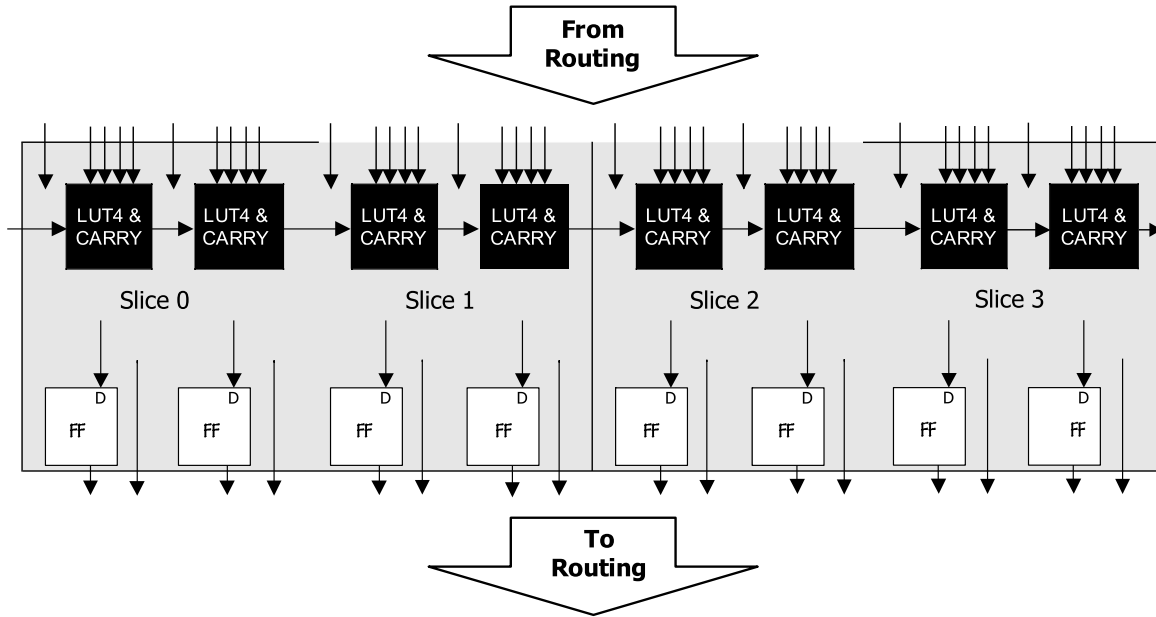 From
Routing
LUT4 &
CARRY
LUT4 &
CARRY
LUT4 &
CARRY
LUT4 &
CARRY
LUT4 &
CARRY
LUT4 &
CARRY
LUT4 &
CARRY
LUT4 &
CARRY
Slice 0
Slice 1
Slice 2
Slice 3
D
FF
D
FF
D
FF
D
FF
D
FF
D
FF
D
FF
D
FF
To
Routing